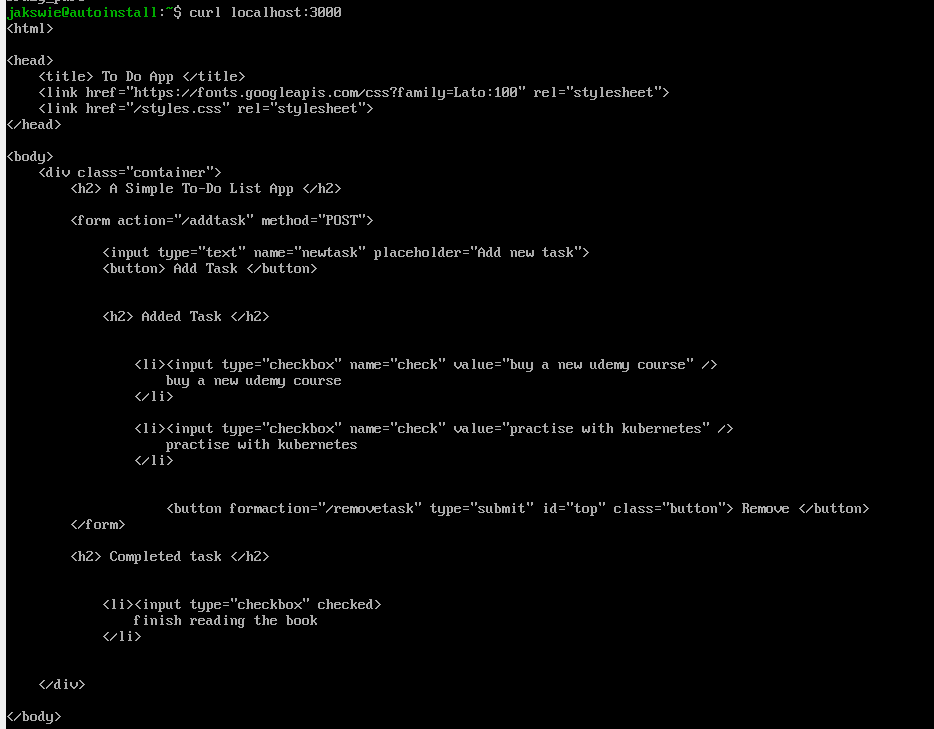 jakswie@autoinstall:~$ curl localhost:3000
<html>
<head>
<title> To Do App </title>
<link href="https://fonts.googleapis.com/css?family=Lato:100" rel="stylesheet">
<link href="/styles.css" rel="stylesheet">
</head>
<body>
<div class="container">
<h2> A Simple To-Do List App </h2>
<form action="/addtask" method="POST">
<input type="text" name="newtask" placeholder="Add new task">
<button> Add Task </button>
<h2> Added Task </h2>
<li><input type="checkbox" name="check" value="buy a new udemy course" />
buy a new udemy course
</li>
<li><input type="checkbox" name="check" value="practise with kubernetes" />
practise with kubernetes
</li>
<button formaction="/removetask" type="submit" id="top" class="button"> Remove </button>
</form>
<h2> Completed task </h2>
<li><input type="checkbox" checked>
finish reading the book
</li>
</div>
</body>